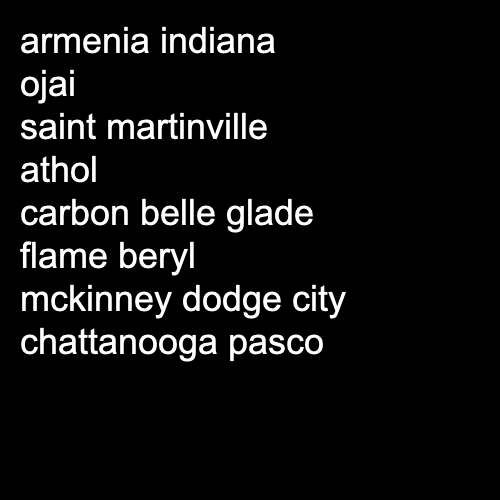 armenia indiana
ojai
saint martinville
athol
carbon belle glade
flame beryl
mckinney dodge city
chattanooga pasco